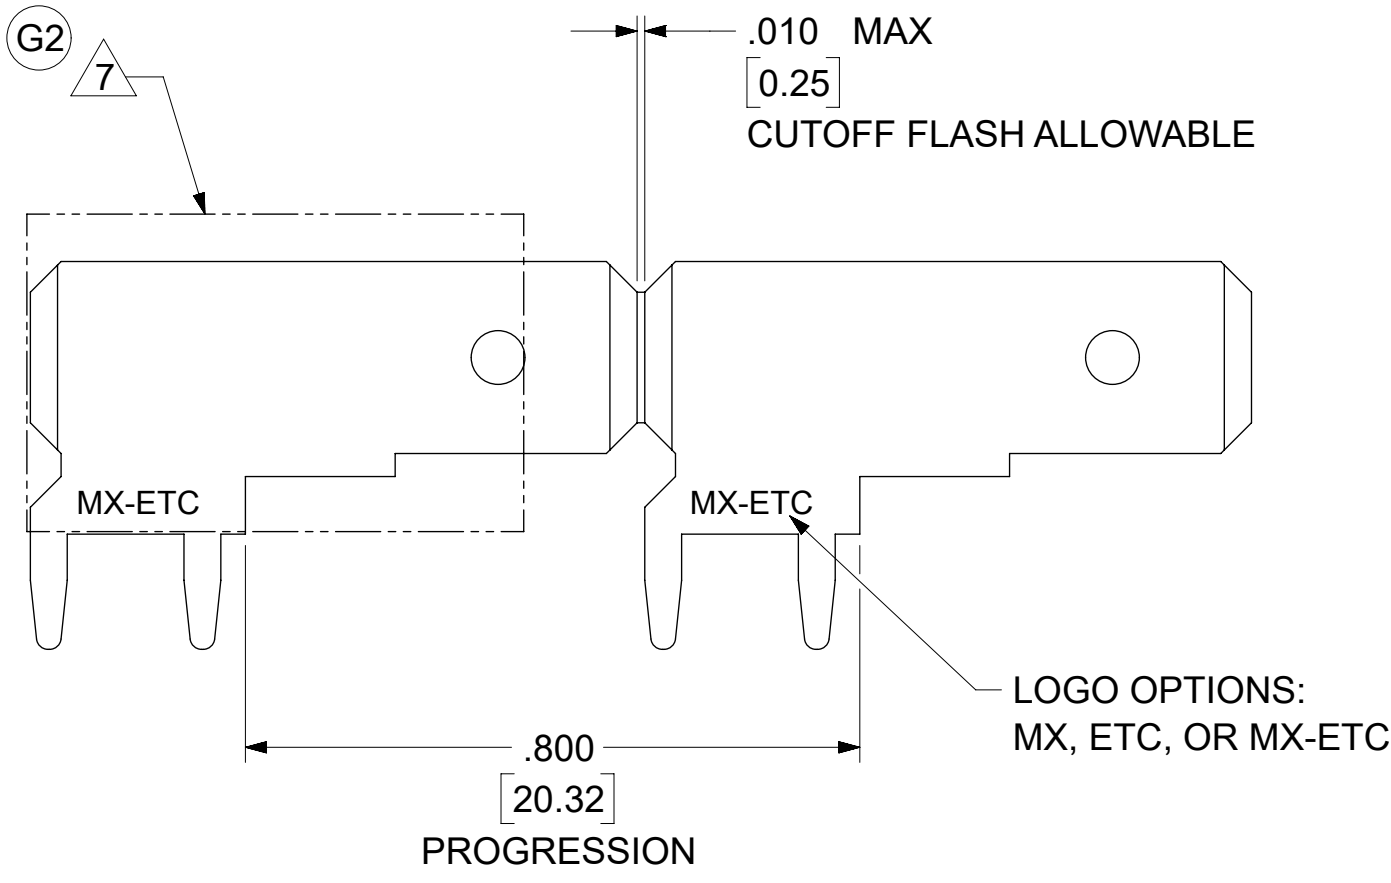 G2
7
.010 MAX
[0.25]
CUTOFF FLASH ALLOWABLE
MX-ETC
MX-ETC
LOGO OPTIONS:
MX, ETC, OR MX-ETC
.800
[20.32]
PROGRESSION